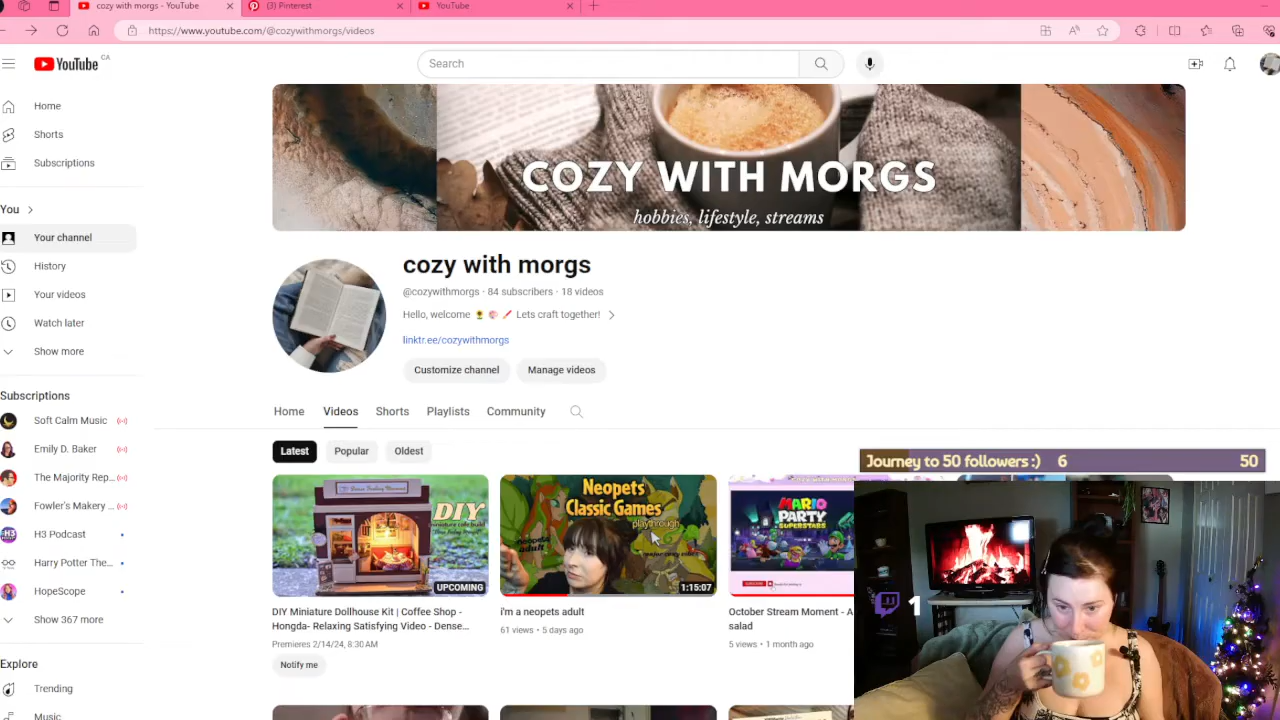 cozy with morgs - YouTube
(3) Pinterest
YouTube
https://www.youtube.com/@cozywithmorgs/videos
YouTube CA
Search
Home
Shorts
Subscriptions
You
Your channel
History
Your videos
Watch later
Show more
Subscriptions
Soft Calm Music
Emily D. Baker
The Majority Rep...
Fowler's Makery ...
H3 Podcast
Harry Potter The...
HopeScope
Show 367 more
Explore
Trending
Music
COZY WITH MORGS
hobbies, lifestyle, streams
cozy with morgs
@cozywithmorgs · 84 subscribers · 18 videos
Hello, welcome 🌻 🐚 🖍️ Lets craft together!
linktr.ee/cozywithmorgs
Customize channel
Manage videos
Home
Videos
Shorts
Playlists
Community
Latest
Popular
Oldest
DIY
UPCOMING
DIY Miniature Dollhouse Kit | Coffee Shop -
Hongda- Relaxing Satisfying Video - Dense...
Premieres 2/14/24, 8:30 AM
Notify me
Neopets
Classic Games
playthrough
neopets
adult
1:15:07
i'm a neopets adult
61 views • 5 days ago
MARIO
PARTY
SUPERSTARS
October Stream Moment - A
salad
5 views • 1 month ago
Journey to 50 followers :) 6 50
1